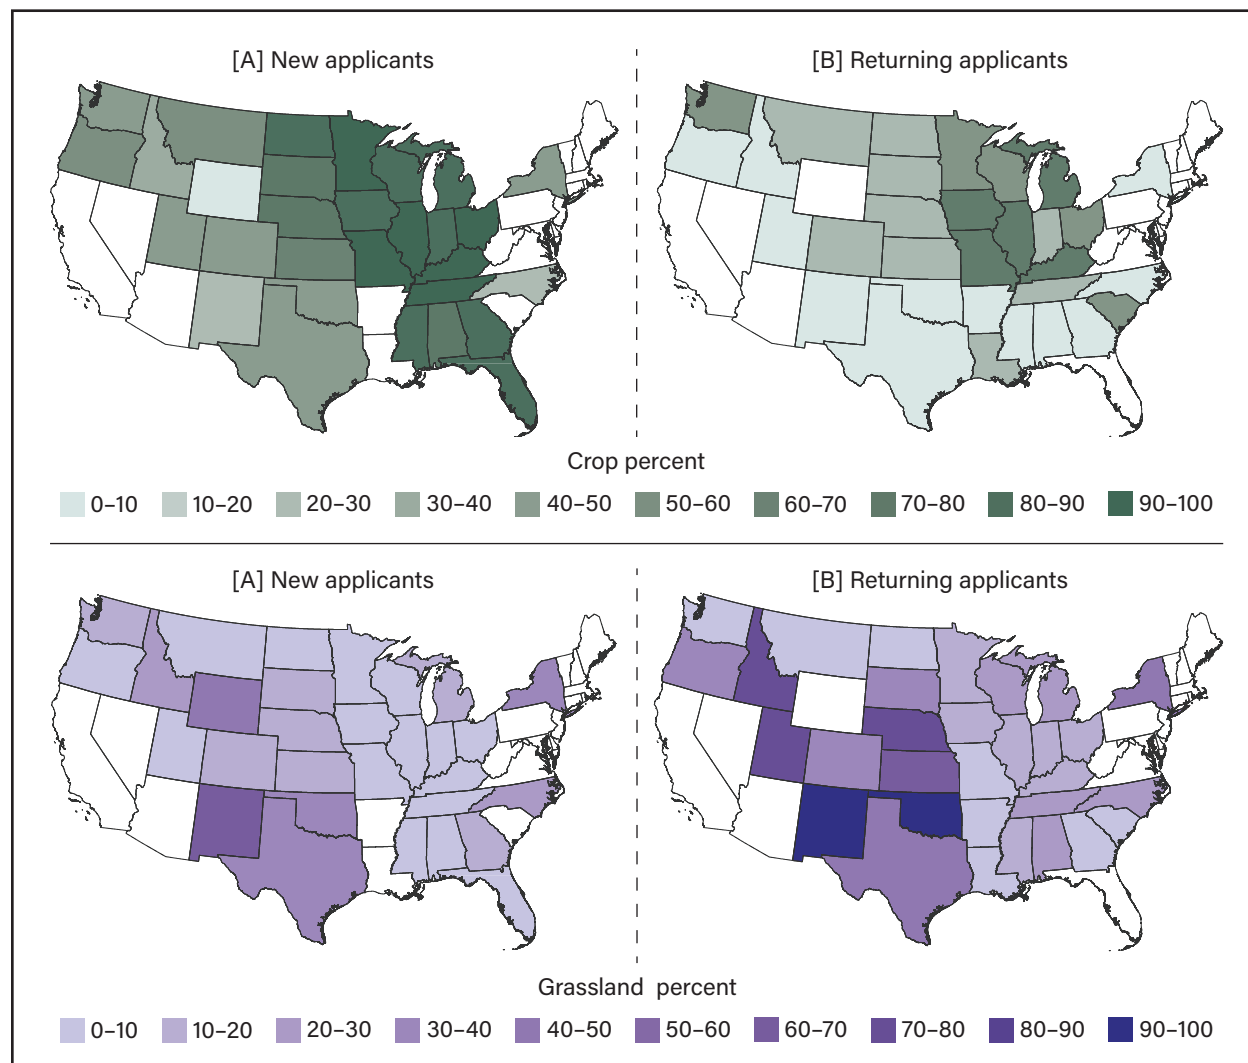 [A] New applicants
[B] Returning applicants
Crop percent
0–10 10–20 20–30 30–40 40–50 50–60 60–70 70–80 80–90 90–100
[A] New applicants
[B] Returning applicants
Grassland percent
0–10 10–20 20–30 30–40 40–50 50–60 60–70 70–80 80–90 90–100